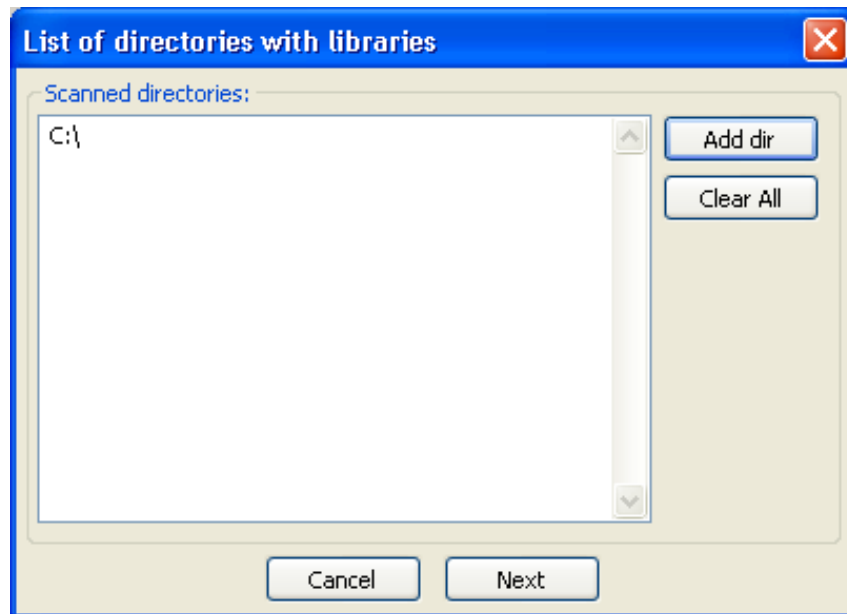 List of directories with libraries
Scanned directories:
C:\
Add dir
Clear All
Cancel
Next